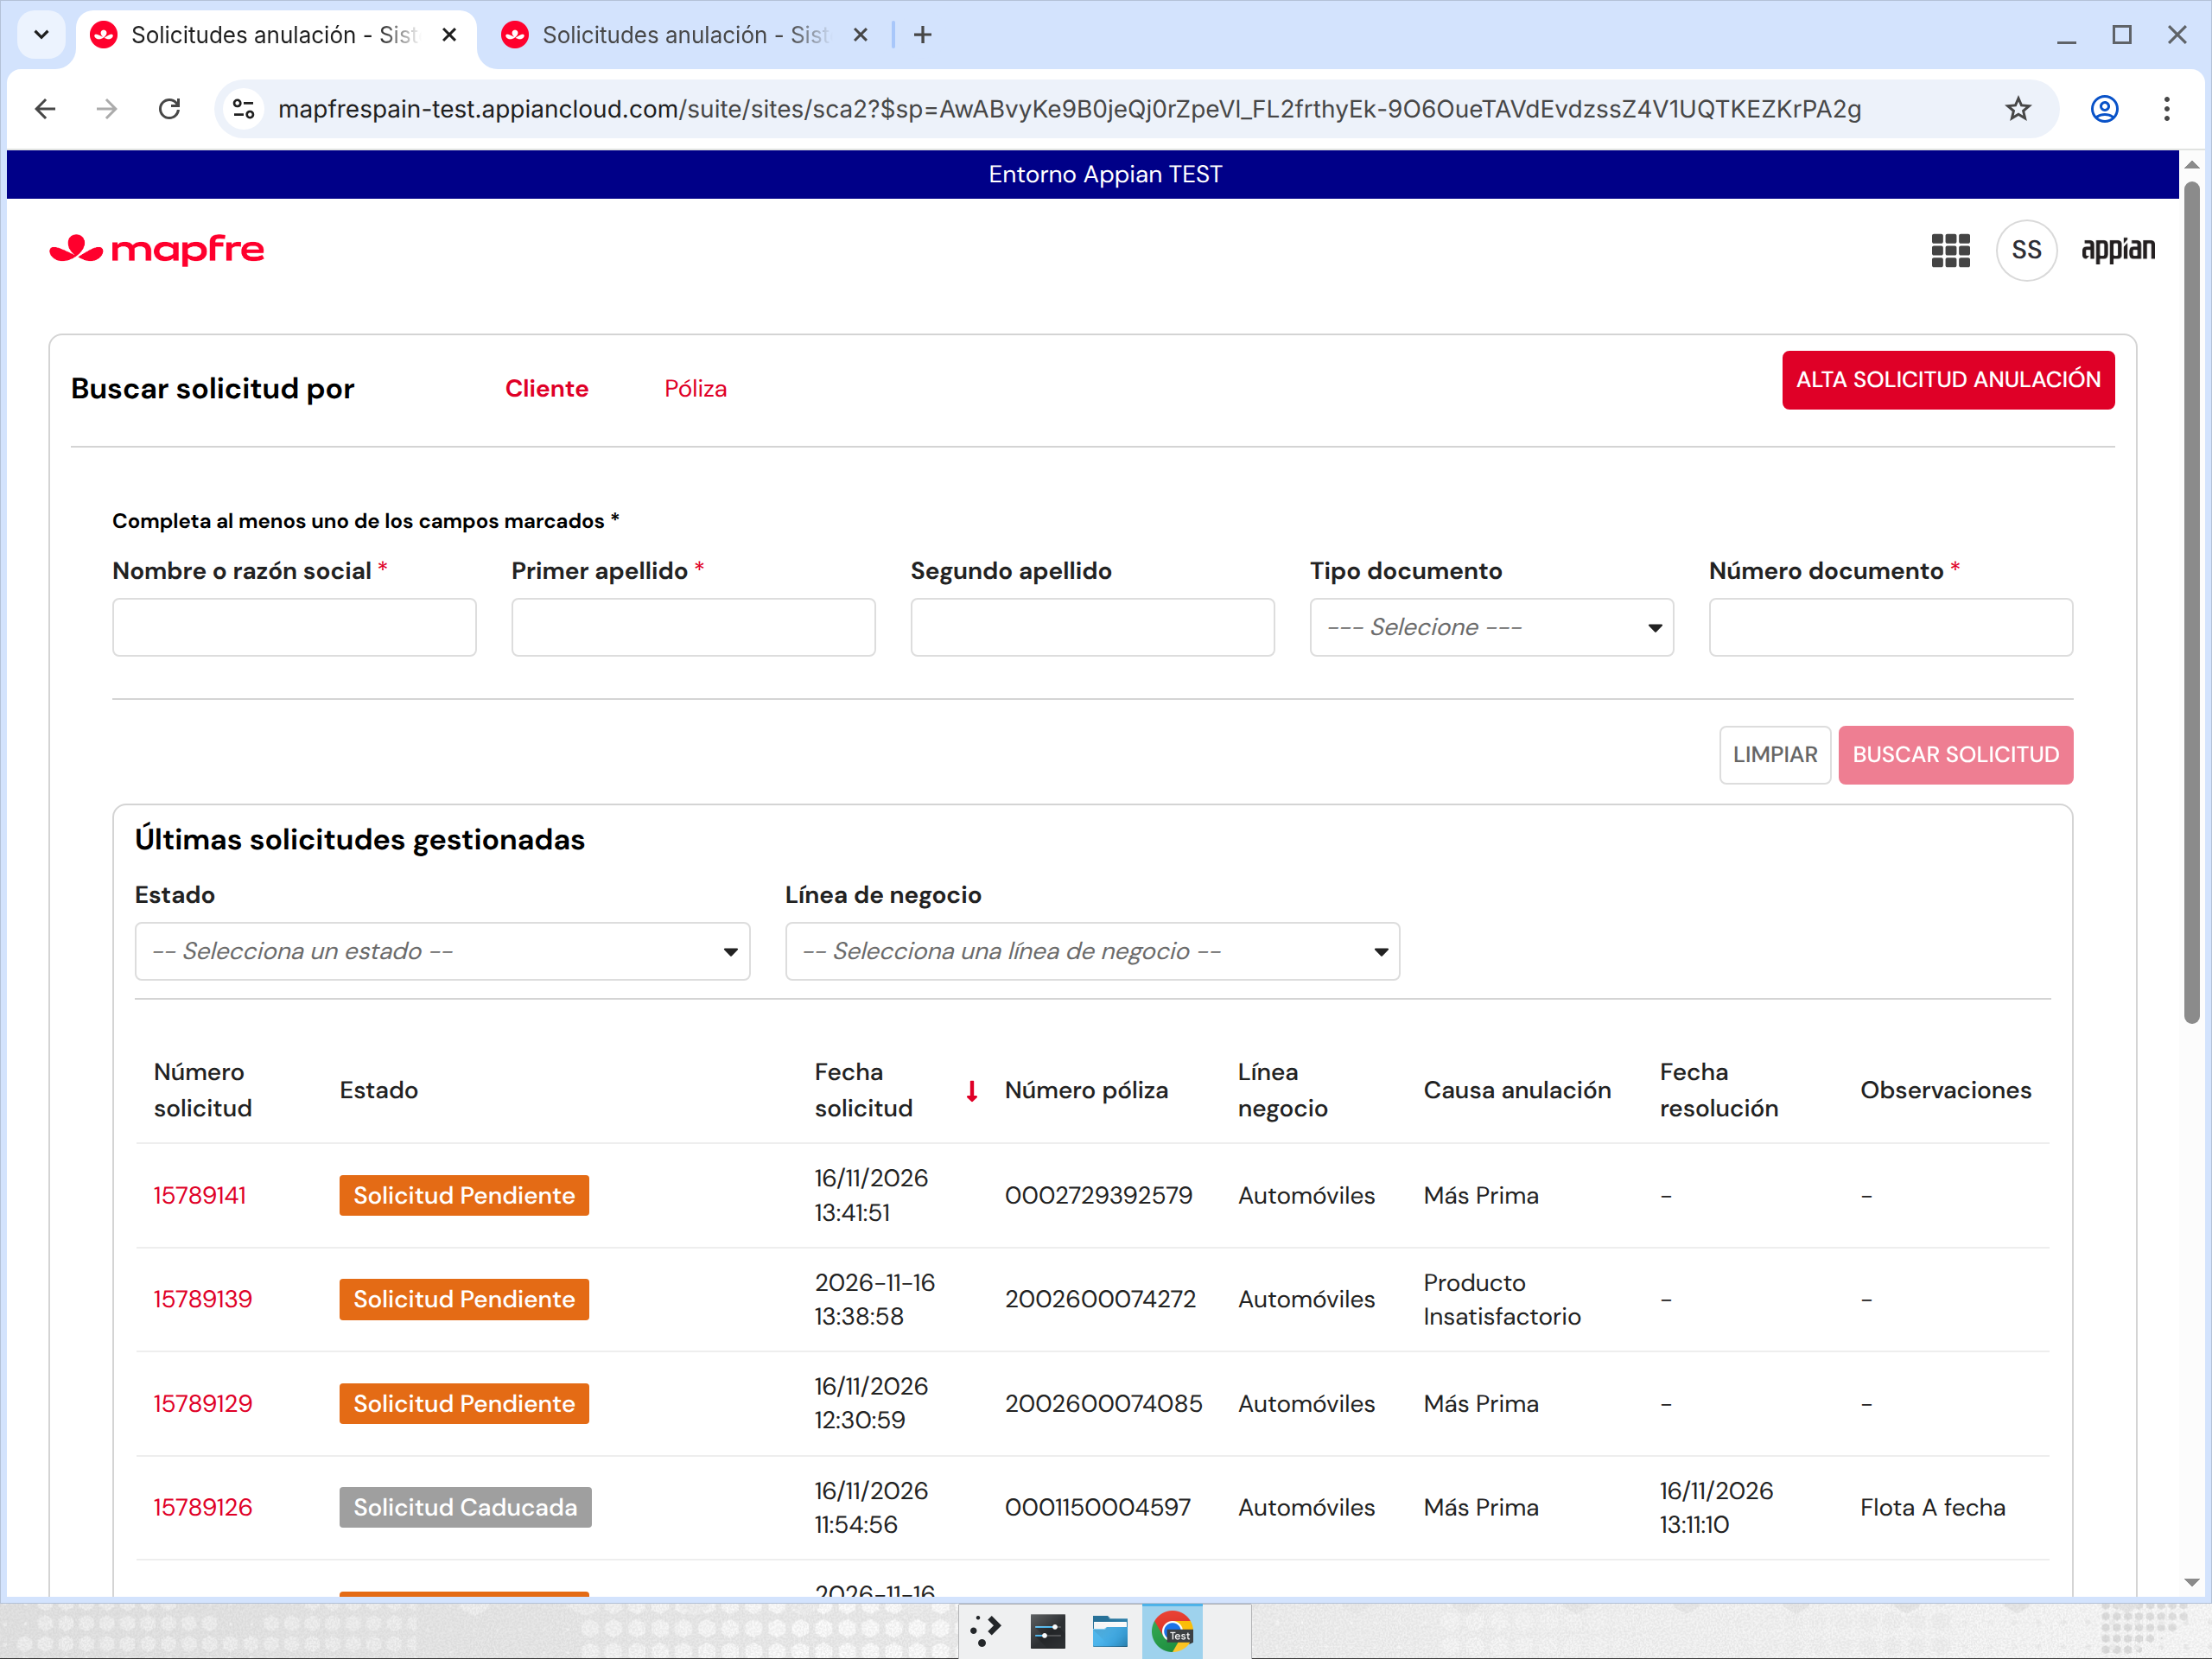 Solicitudes anulación - Sist
Solicitudes anulación - Sist
mapfrespain-test.appiancloud.com/suite/sites/sca2?$sp=AwABvyKe9B0jeQj0rZpeVl_FL2frthyEk-9O6OueTAVdEvdzssZ4V1UQTKEZKrPA2g
Entorno Appian TEST
mapfre
SS
appian
Buscar solicitud por
Cliente
Póliza
ALTA SOLICITUD ANULACIÓN
Completa al menos uno de los campos marcados *
Nombre o razón social *
Primer apellido *
Segundo apellido
Tipo documento
Número documento *
--- Selecione ---
LIMPIAR
BUSCAR SOLICITUD
Últimas solicitudes gestionadas
Estado
Línea de negocio
-- Selecciona un estado --
-- Selecciona una línea de negocio --
Número solicitud
Estado
Fecha solicitud
Número póliza
Línea negocio
Causa anulación
Fecha resolución
Observaciones
15789141
Solicitud Pendiente
16/11/2026 13:41:51
0002729392579
Automóviles
Más Prima
-
-
15789139
Solicitud Pendiente
2026-11-16 13:38:58
2002600074272
Automóviles
Producto Insatisfactorio
-
-
15789129
Solicitud Pendiente
16/11/2026 12:30:59
2002600074085
Automóviles
Más Prima
-
-
15789126
Solicitud Caducada
16/11/2026 11:54:56
0001150004597
Automóviles
Más Prima
16/11/2026 13:11:10
Flota A fecha
2026-11-16
Test